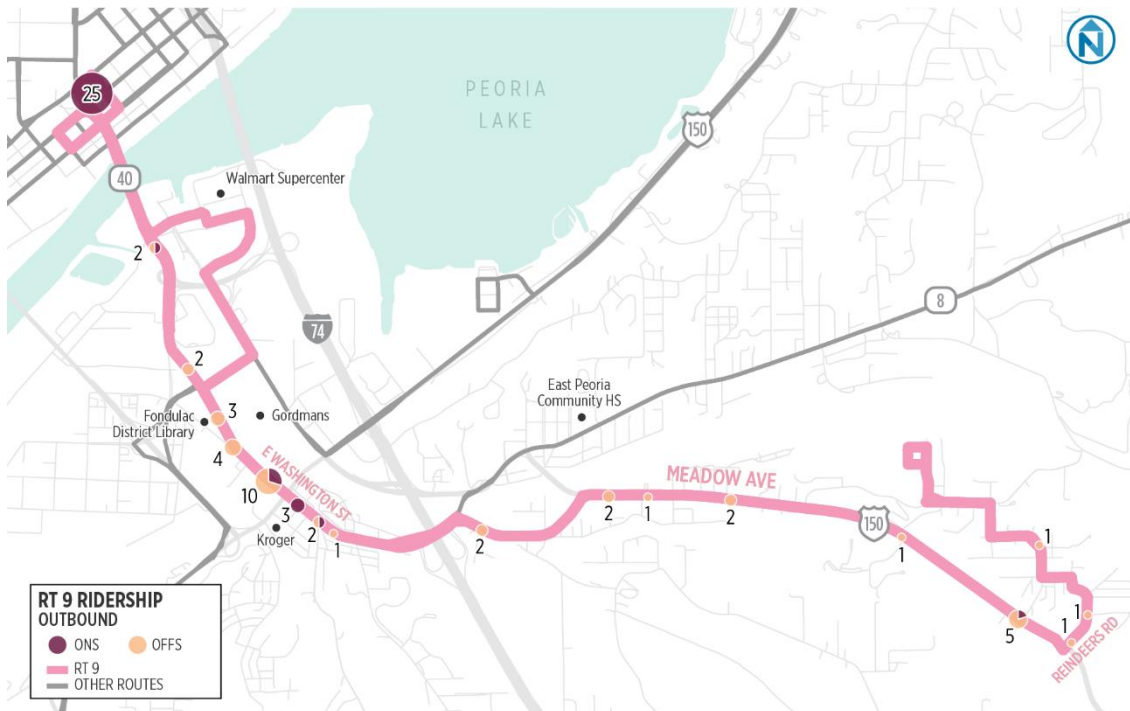 N
25
PEORIA
LAKE
150
40
Walmart Supercenter
2
74
8
2
East Peoria
Community HS
3
Gordmans
Fondulac
District Library
4
E WASHINGTON ST
10
MEADOW AVE
3
2
Kroger
1
2
2
1
2
150
1
1
5
1
1
REINDEERS RD
RT 9 RIDERSHIP
OUTBOUND
ONS
OFFS
RT 9
OTHER ROUTES